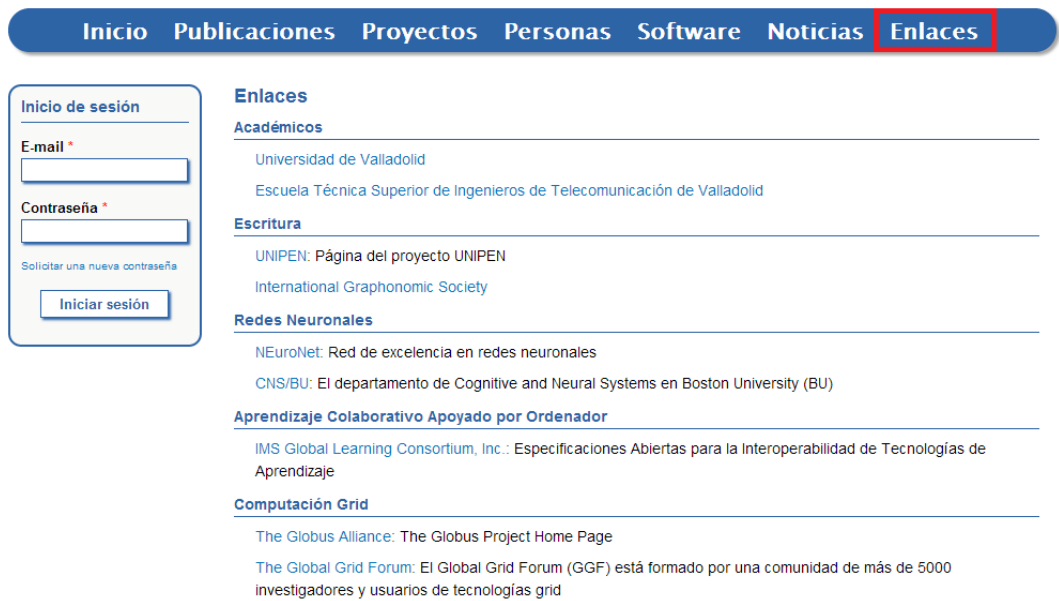 Inicio Publicaciones Proyectos Personas Software Noticias Enlaces
Inicio de sesión
E-mail *
Contraseña *
Solicitar una nueva contraseña
Iniciar sesión
Enlaces
Académicos
Universidad de Valladolid
Escuela Técnica Superior de Ingenieros de Telecomunicación de Valladolid
Escritura
UNIPEN: Página del proyecto UNIPEN
International Graphonomic Society
Redes Neuronales
NEuroNet: Red de excelencia en redes neuronales
CNS/BU: El departamento de Cognitive and Neural Systems en Boston University (BU)
Aprendizaje Colaborativo Apoyado por Ordenador
IMS Global Learning Consortium, Inc.: Especificaciones Abiertas para la Interoperabilidad de Tecnologías de
Aprendizaje
Computación Grid
The Globus Alliance: The Globus Project Home Page
The Global Grid Forum: El Global Grid Forum (GGF) está formado por una comunidad de más de 5000
investigadores y usuarios de tecnologías grid